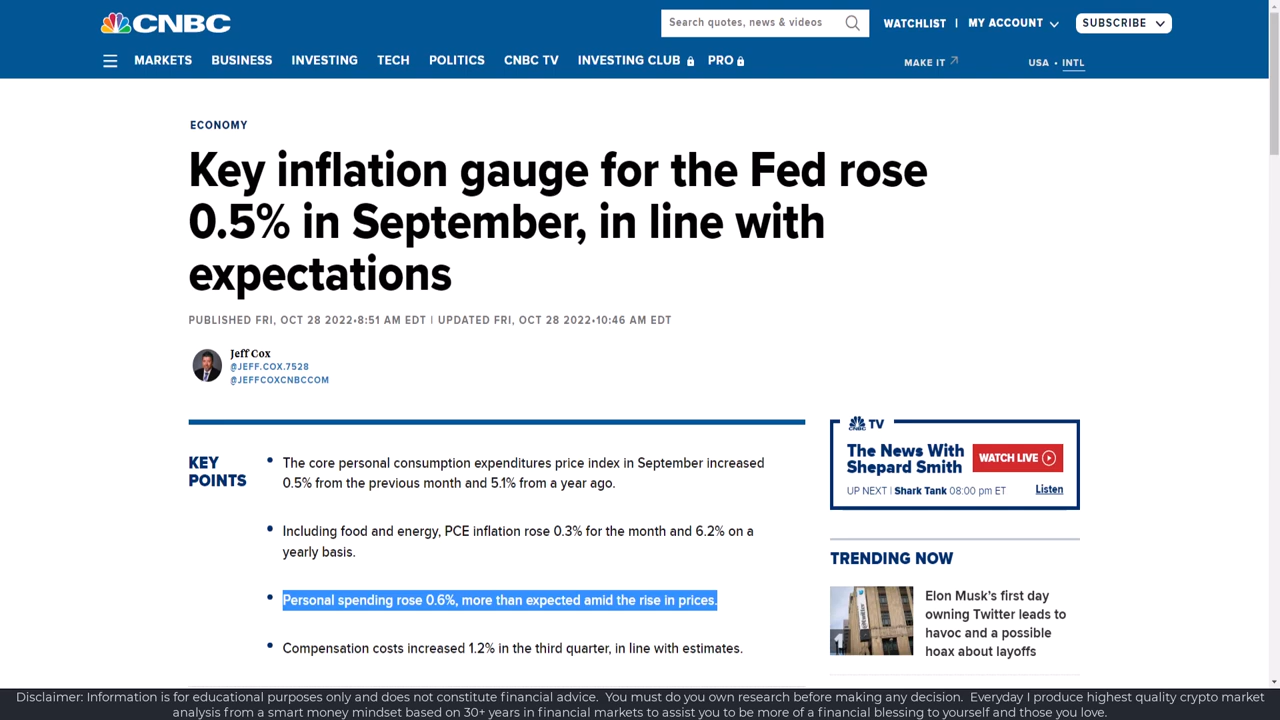 CNBC
Search quotes, news & videos
WATCHLIST | MY ACCOUNT
SUBSCRIBE
MARKETS BUSINESS INVESTING TECH POLITICS CNBC TV INVESTING CLUB PRO
MAKE IT
USA • INTL
ECONOMY
Key inflation gauge for the Fed rose
0.5% in September, in line with
expectations
PUBLISHED FRI, OCT 28 2022•8:51 AM EDT | UPDATED FRI, OCT 28 2022•10:46 AM EDT
Jeff Cox
@JEFF.COX.7528
@JEFFCOXCNBCCOM
KEY
POINTS
• The core personal consumption expenditures price index in September increased
0.5% from the previous month and 5.1% from a year ago.
• Including food and energy, PCE inflation rose 0.3% for the month and 6.2% on a
yearly basis.
• Personal spending rose 0.6%, more than expected amid the rise in prices.
• Compensation costs increased 1.2% in the third quarter, in line with estimates.
CNBC TV
The News With
Shepard Smith
WATCH LIVE
UP NEXT | Shark Tank 08:00 pm ET
Listen
TRENDING NOW
Elon Musk's first day
owning Twitter leads to
havoc and a possible
hoax about layoffs
Disclaimer: Information is for educational purposes only and does not constitute financial advice. You must do you own research before making any decision. Everyday I produce highest quality crypto market
analysis from a smart money mindset based on 30+ years in financial markets to assist you to be more of a financial blessing to yourself and those you love.